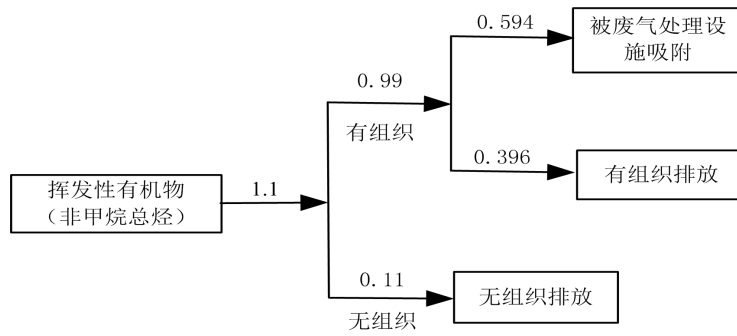 0.594
被废气处理设
施吸附
0.99
有组织
0.396
有组织排放
挥发性有机物
（非甲烷总烃）
1.1
0.11
无组织
无组织排放